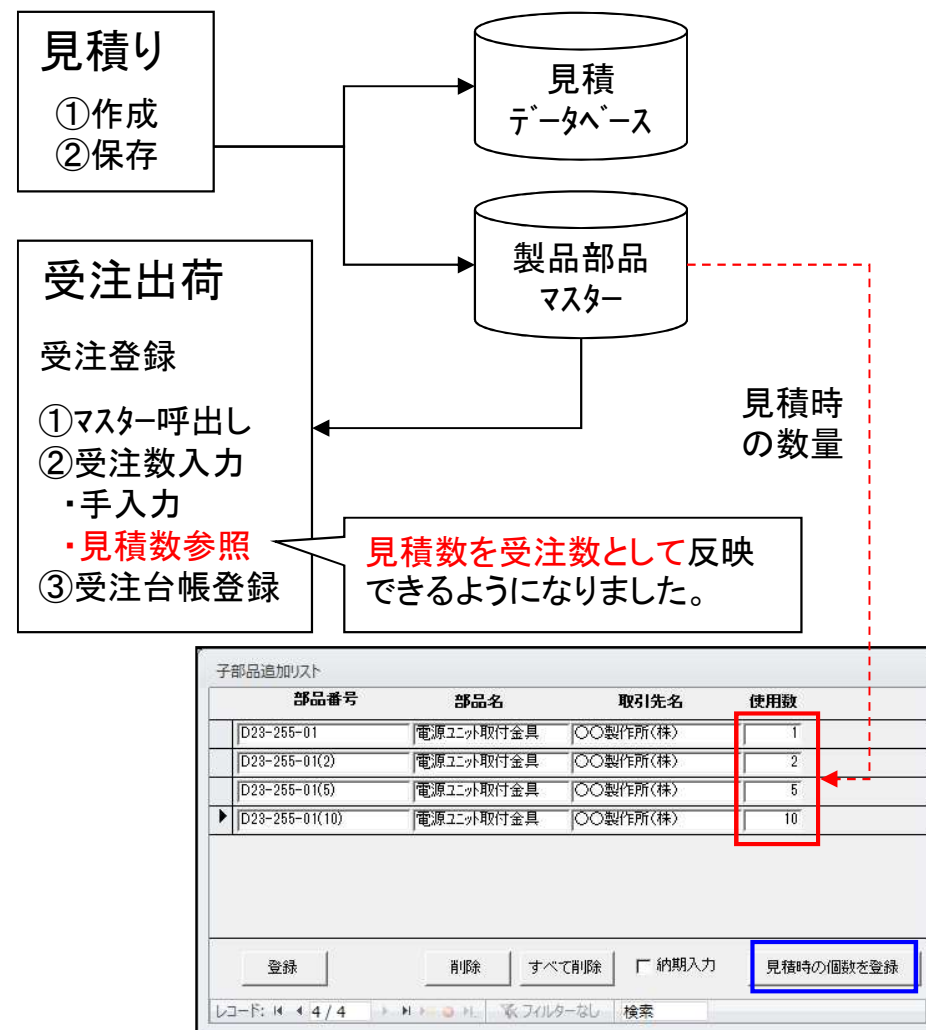 見積り
①作成
②保存
見積
ﾃﾞｰﾀﾍﾞｰｽ
製品部品
ﾏｽﾀｰ
受注出荷
受注登録
①ﾏｽﾀｰ呼出し
②受注数入力
・手入力
・見積数参照
③受注台帳登録
見積時
の数量
見積数を受注数として反映
できるようになりました。
子部品追加リスト
部品番号 部品名 取引先名 使用数
D23-255-01 電源ﾕﾆｯﾄ取付金具 〇〇製作所(株) 1
D23-255-01(2) 電源ﾕﾆｯﾄ取付金具 〇〇製作所(株) 2
D23-255-01(5) 電源ﾕﾆｯﾄ取付金具 〇〇製作所(株) 5
D23-255-01(10) 電源ﾕﾆｯﾄ取付金具 〇〇製作所(株) 10
登録 削除 すべて削除 納期入力 見積時の個数を登録
レコード: 4 / 4 フィルターなし 検索